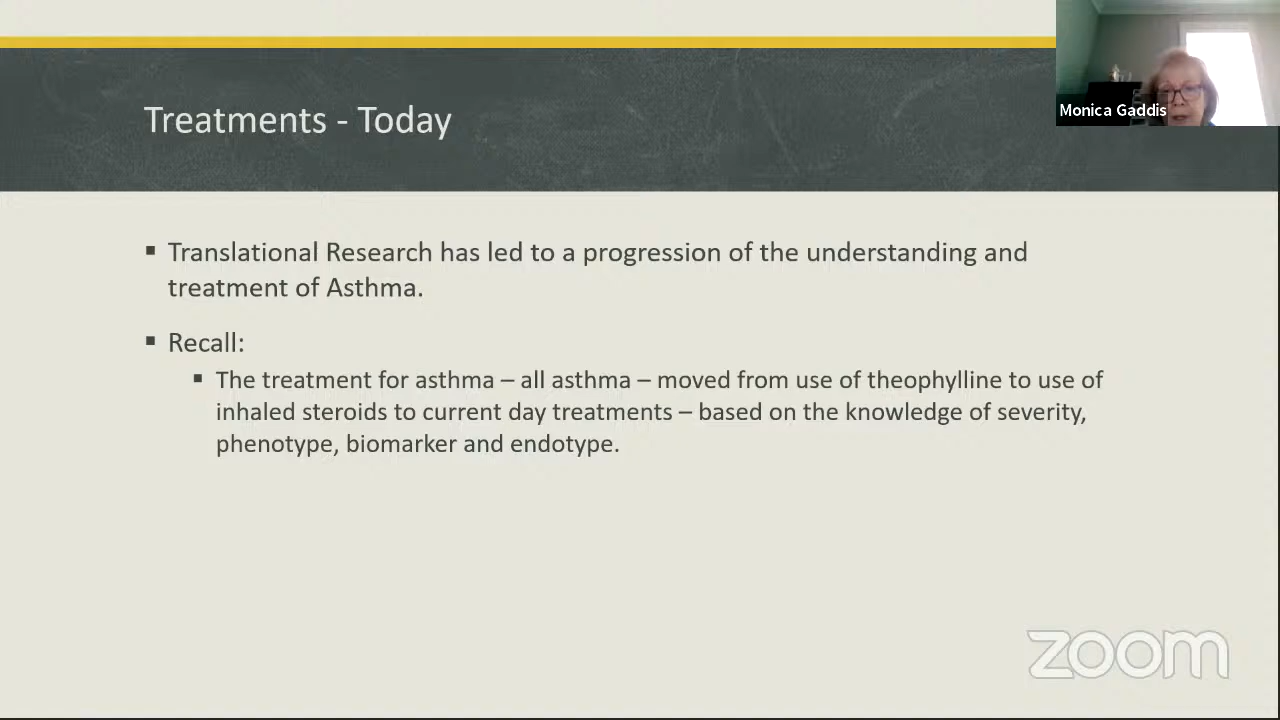 Treatments - Today
Monica Gaddis
▪ Translational Research has led to a progression of the understanding and
treatment of Asthma.
▪ Recall:
▪ The treatment for asthma – all asthma – moved from use of theophylline to use of
inhaled steroids to current day treatments – based on the knowledge of severity,
phenotype, biomarker and endotype.
zoom